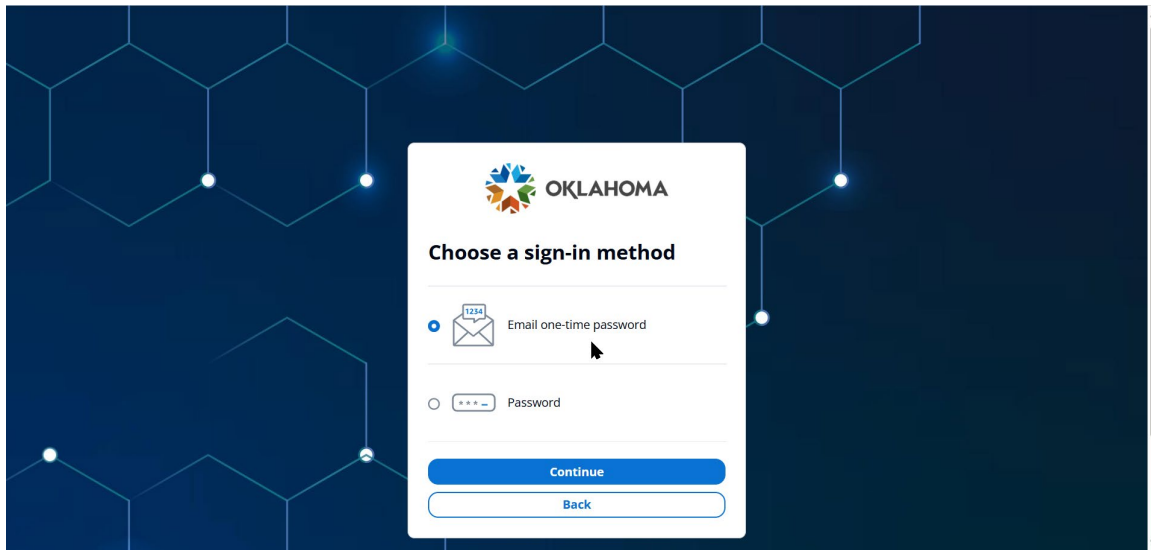 OKLAHOMA
Choose a sign-in method
1234
Email one-time password
***_
Password
Continue
Back